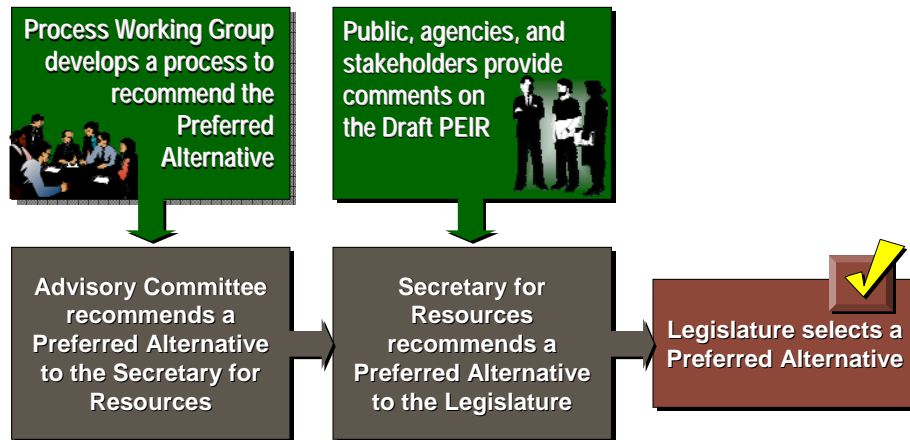 Process Working Group
develops a process to
recommend the
Preferred
Alternative
Public, agencies, and
stakeholders provide
comments on
the Draft PEIR
Advisory Committee
recommends a
Preferred Alternative
to the Secretary for
Resources
Secretary for
Resources
recommends a
Preferred Alternative
to the Legislature
Legislature selects a
Preferred Alternative